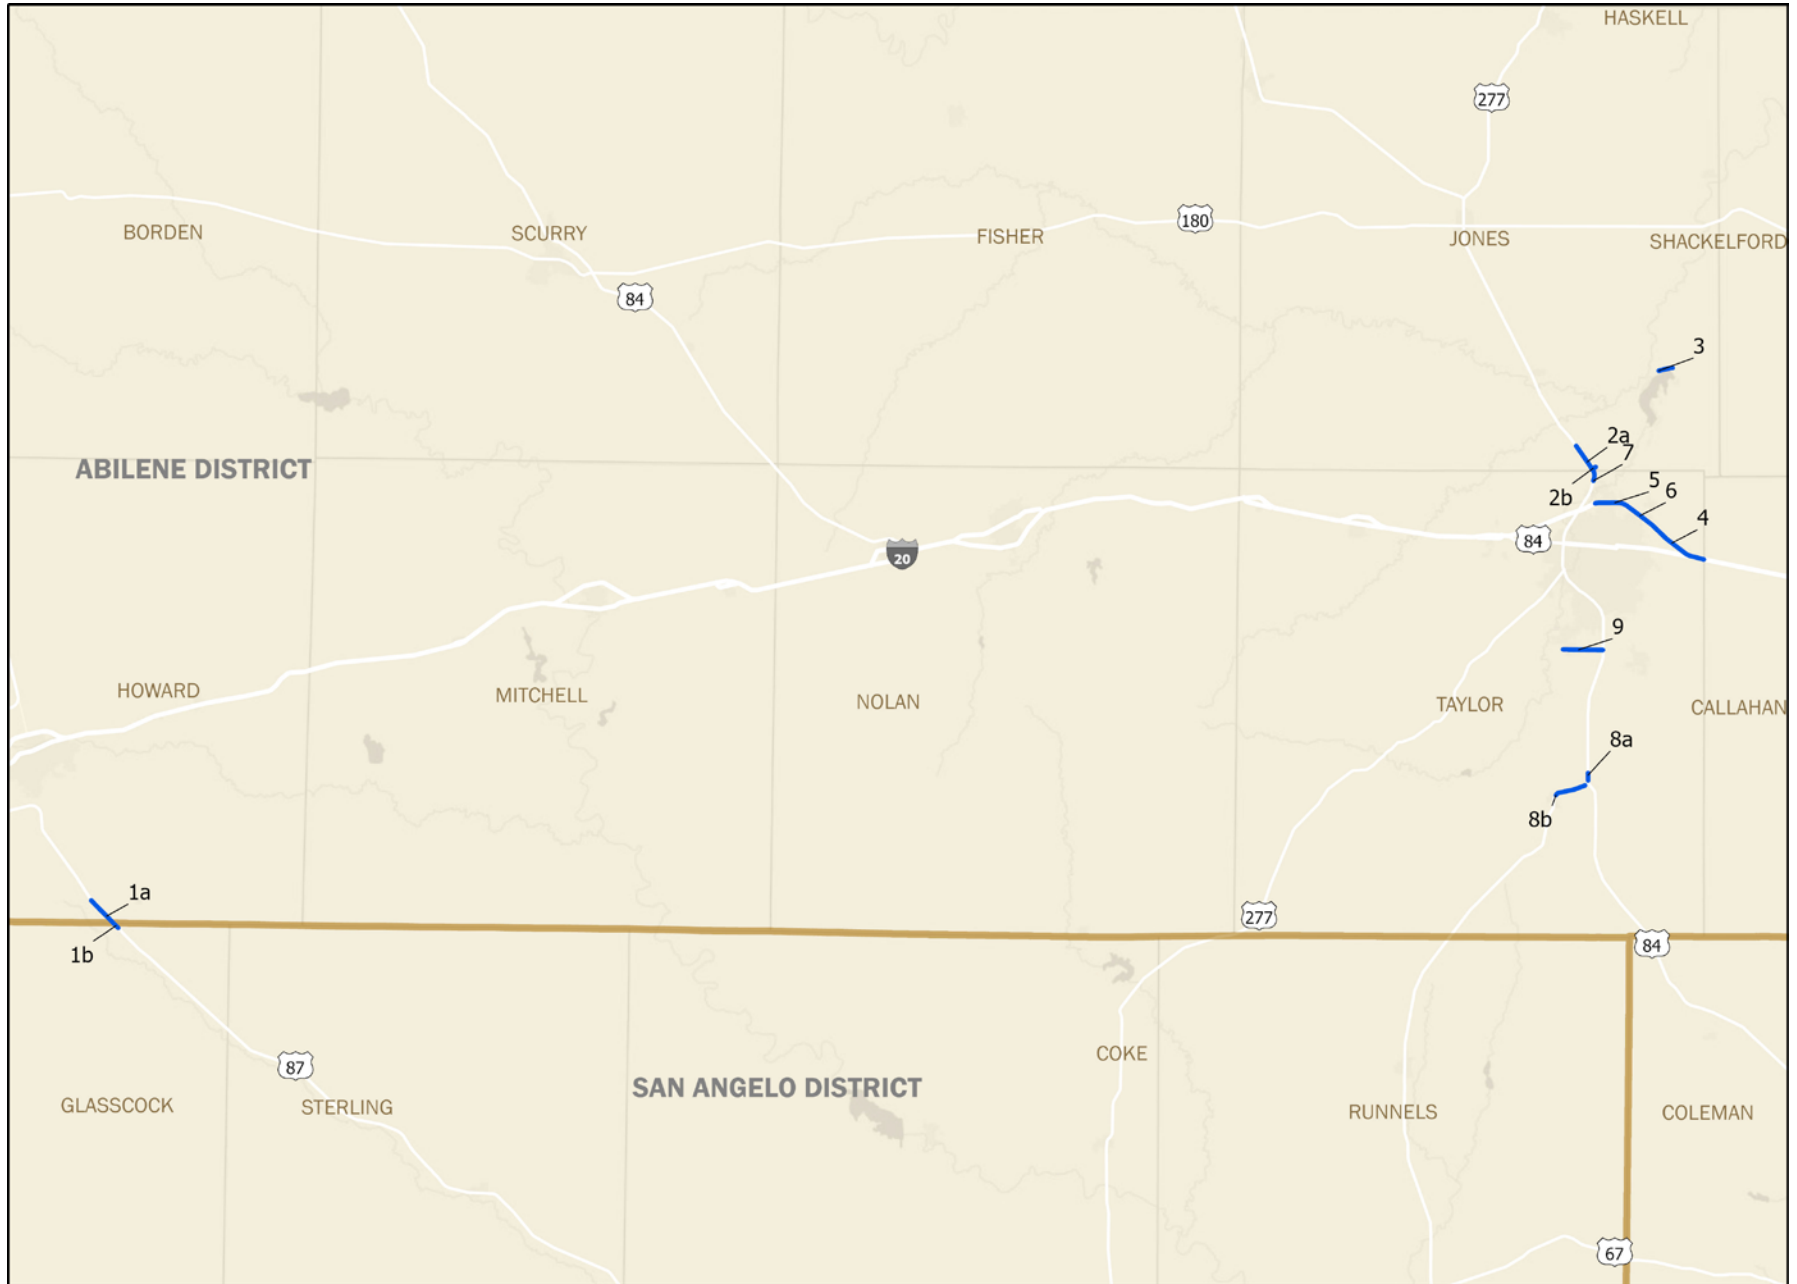 HASKELL
277
180
BORDEN
SCURRY
FISHER
JONES
SHACKELFORD
84
3
2a
7
ABILENE DISTRICT
5
6
2b
4
84
20
9
HOWARD
MITCHELL
NOLAN
TAYLOR
CALLAHAN
8a
8b
1a
277
84
1b
COKE
87
SAN ANGELO DISTRICT
GLASSCOCK
STERLING
RUNNELS
COLEMAN
67